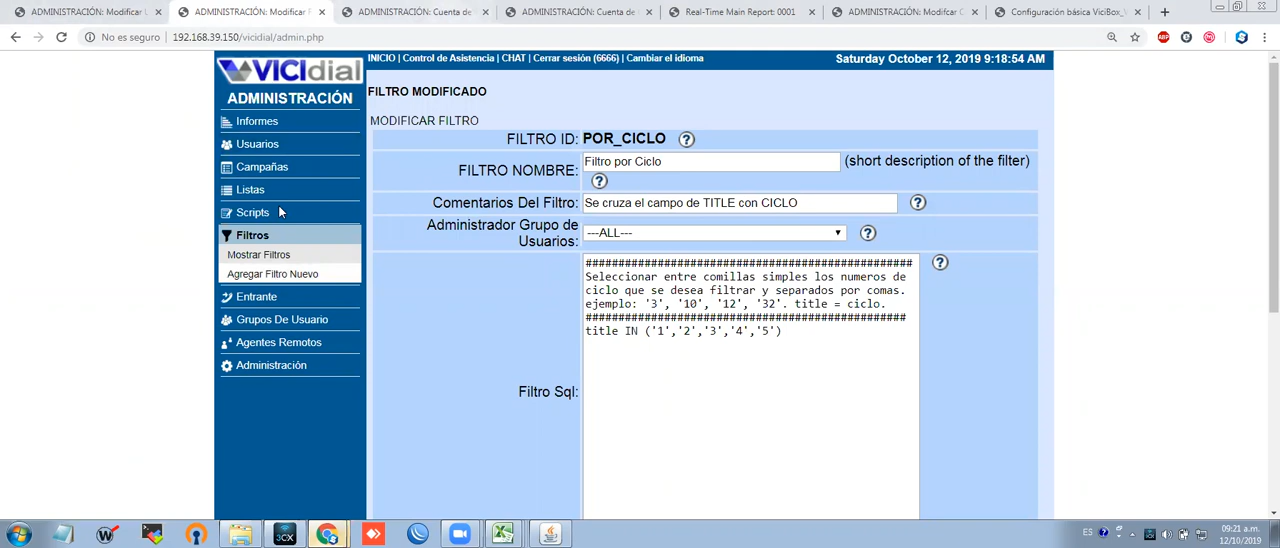 ADMINISTRACIÓN: Modificar L
ADMINISTRACIÓN: Modificar F
ADMINISTRACIÓN: Cuenta de
ADMINISTRACIÓN: Cuenta de
Real-Time Main Report: 0001
ADMINISTRACIÓN: Modifcar C
Configuración básica ViciBox_V
No es seguro | 192.168.39.150/vicidial/admin.php
VICIdial
ADMINISTRACIÓN
Informes
Usuarios
Campañas
Listas
Scripts
Filtros
Mostrar Filtros
Agregar Filtro Nuevo
Entrante
Grupos De Usuario
Agentes Remotos
Administración
INICIO | Control de Asistencia | CHAT | Cerrar sesión (6666) | Cambiar el idioma
Saturday October 12, 2019 9:18:54 AM
FILTRO MODIFICADO
MODIFICAR FILTRO
FILTRO ID: POR_CICLO
FILTRO NOMBRE: Filtro por Ciclo (short description of the filter)
Comentarios Del Filtro: Se cruza el campo de TITLE con CICLO
Administrador Grupo de
Usuarios: ---ALL---
Filtro Sql:
##################################################
Seleccionar entre comillas simples los numeros de
ciclo que se desea filtrar y separados por comas.
ejemplo: '3', '10', '12', '32'. title = ciclo.
#################################################
title IN ('1','2','3','4','5')
3CX
ES
09:21 a.m.
12/10/2019